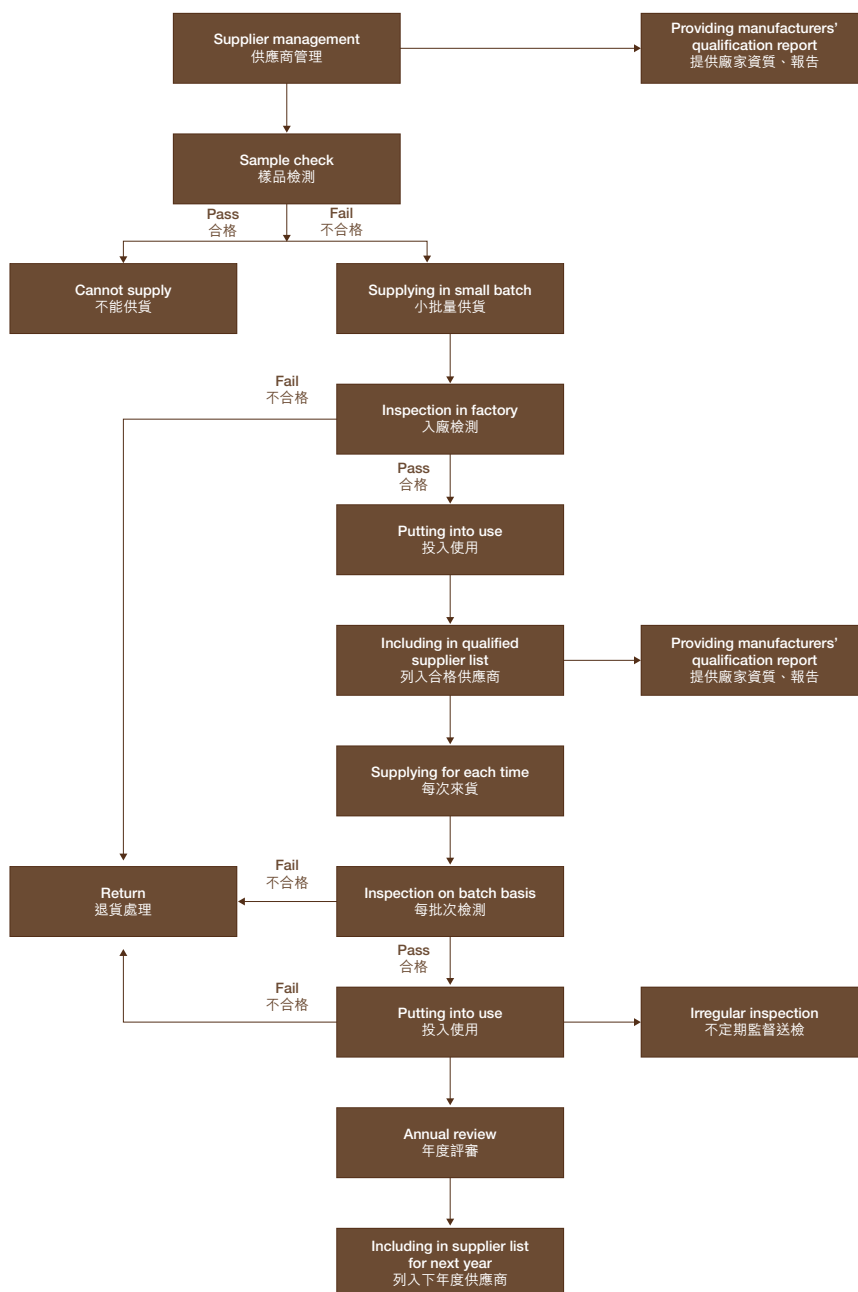 Supplier management
供應商管理
Providing manufacturers’
qualification report
提供廠家資質、報告
Sample check
樣品檢測
Pass
合格
Fail
不合格
Cannot supply
不能供貨
Supplying in small batch
小批量供貨
Fail
不合格
Inspection in factory
入廠檢測
Pass
合格
Putting into use
投入使用
Including in qualified
supplier list
列入合格供應商
Providing manufacturers’
qualification report
提供廠家資質、報告
Supplying for each time
每次來貨
Return
退貨處理
Fail
不合格
Inspection on batch basis
每批次檢測
Pass
合格
Fail
不合格
Putting into use
投入使用
Irregular inspection
不定期監督送檢
Annual review
年度評審
Including in supplier list
for next year
列入下年度供應商